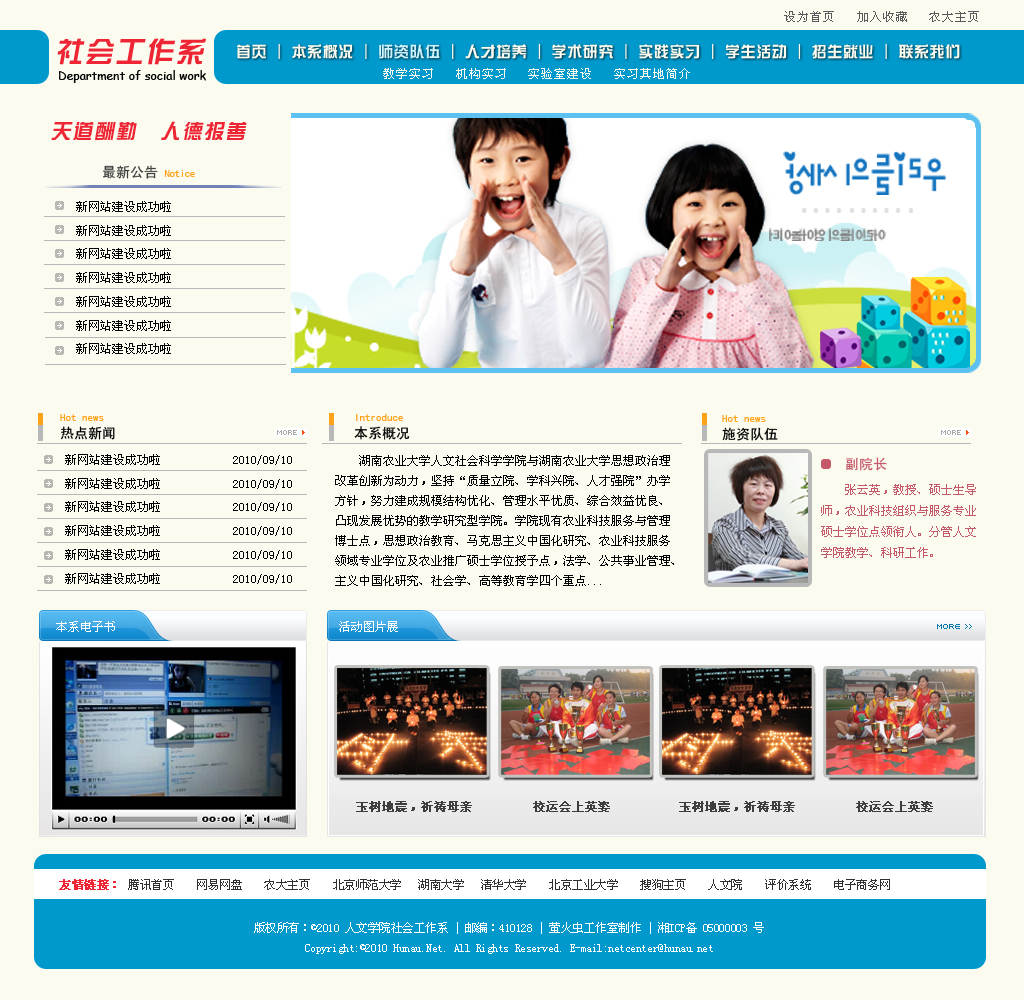 设为首页 加入收藏 农大主页
社会工作系
Department of social work
首页 | 本系概况 | 师资队伍 | 人才培养 | 学术研究 | 实践实习 | 学生活动 | 招生就业 | 联系我们
教学实习 机构实习 实验室建设 实习其地简介
天道酬勤 人德报善
最新公告 Notice
新网站建设成功啦
新网站建设成功啦
新网站建设成功啦
新网站建设成功啦
新网站建设成功啦
新网站建设成功啦
新网站建设成功啦
Hot news
热点新闻 MORE
新网站建设成功啦 2010/09/10
新网站建设成功啦 2010/09/10
新网站建设成功啦 2010/09/10
新网站建设成功啦 2010/09/10
新网站建设成功啦 2010/09/10
新网站建设成功啦 2010/09/10
Introduce
本系概况
湖南农业大学人文社会科学学院与湖南农业大学思想政治理
改革创新为动力，坚持“质量立院、学科兴院、人才强院”办学
方针，努力建成规模结构优化、管理水平优质、综合效益优良、
凸现发展优势的教学研究型学院。学院现有农业科技服务与管理
博士点，思想政治教育、马克思主义中国化研究、农业科技服务
领域专业学位及农业推广硕士学位授予点，法学、公共事业管理、
主义中国化研究、社会学、高等教育学四个重点...
Hot news
施资队伍 MORE
副院长
张云英，教授、硕士生导
师，农业科技组织与服务专业
硕士学位点领衔人。分管人文
学院教学、科研工作。
本系电子书
00:00 00:00
活动图片展 MORE >>
玉树地震，祈祷母亲 校运会上英姿 玉树地震，祈祷母亲 校运会上英姿
友情链接： 腾讯首页 网易网盘 农大主页 北京师范大学 湖南大学 清华大学 北京工业大学 搜狗主页 人文院 评价系统 电子商务网
版权所有：©2010 人文学院社会工作系 | 邮编：410128 | 萤火虫工作室制作 | 湘ICP备 05000003 号
Copyright:©2010 Hunau.Net. All Rights Reserved. E-mail:netcenter@hunau.net